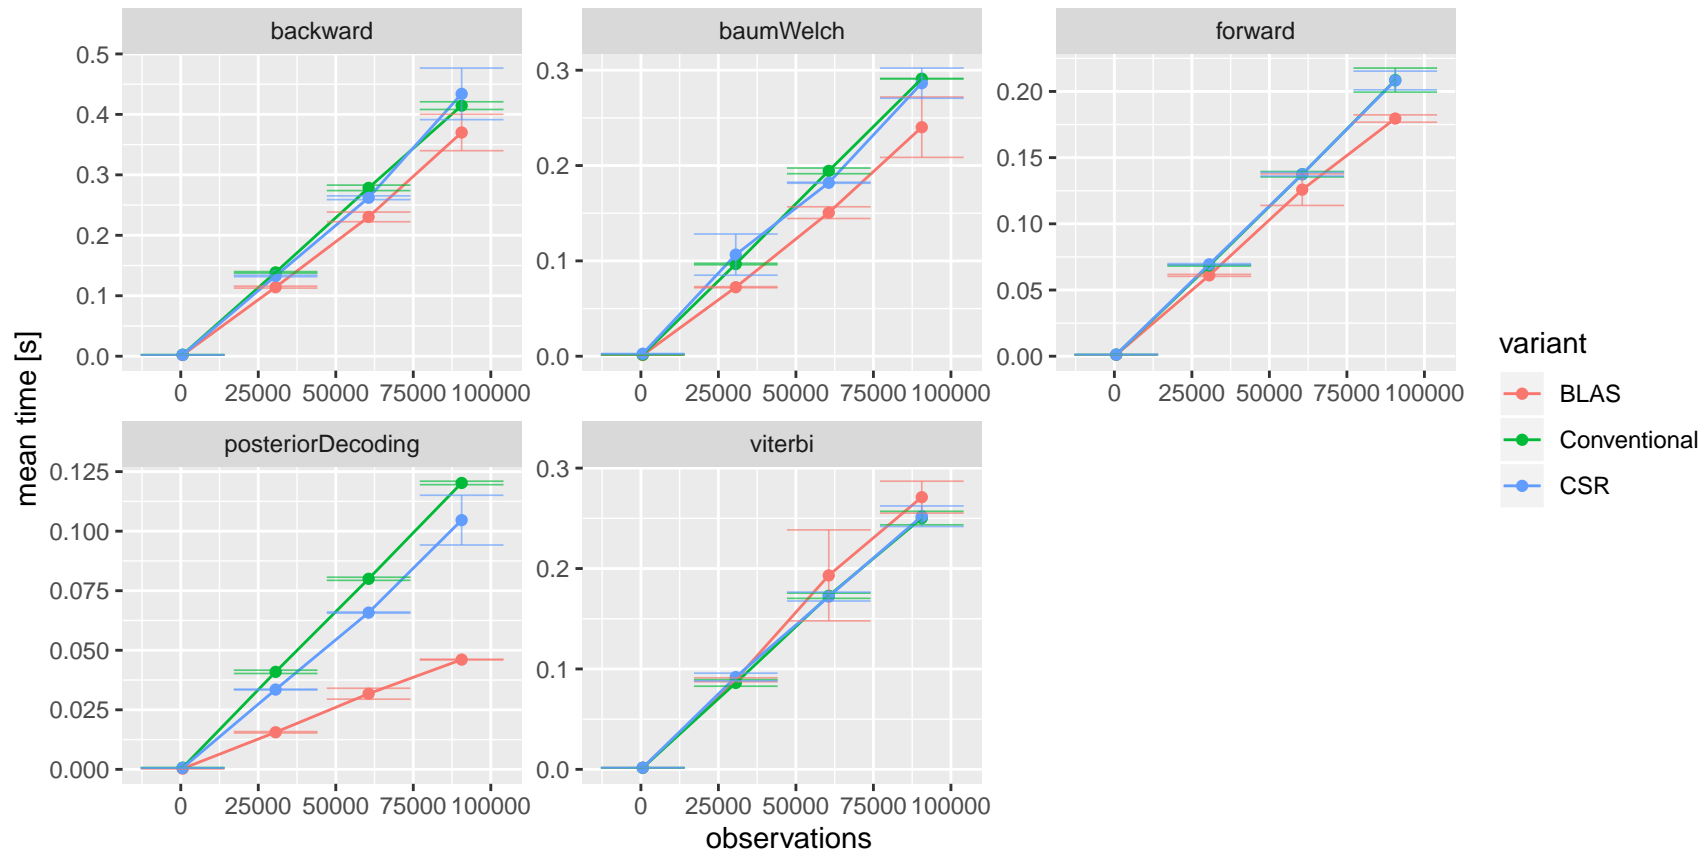 backward
baumWelch
forward
0.5
0.4
0.3
0.2
0.1
0.0
0.3
0.2
0.1
0.0
0.20
0.15
0.10
0.05
0.00
0 25000 50000 75000 100000
0 25000 50000 75000 100000
0 25000 50000 75000 100000
mean time [s]
posteriorDecoding
viterbi
0.125
0.100
0.075
0.050
0.025
0.000
0.3
0.2
0.1
0.0
0 25000 50000 75000 100000
0 25000 50000 75000 100000
observations
variant
BLAS
Conventional
CSR